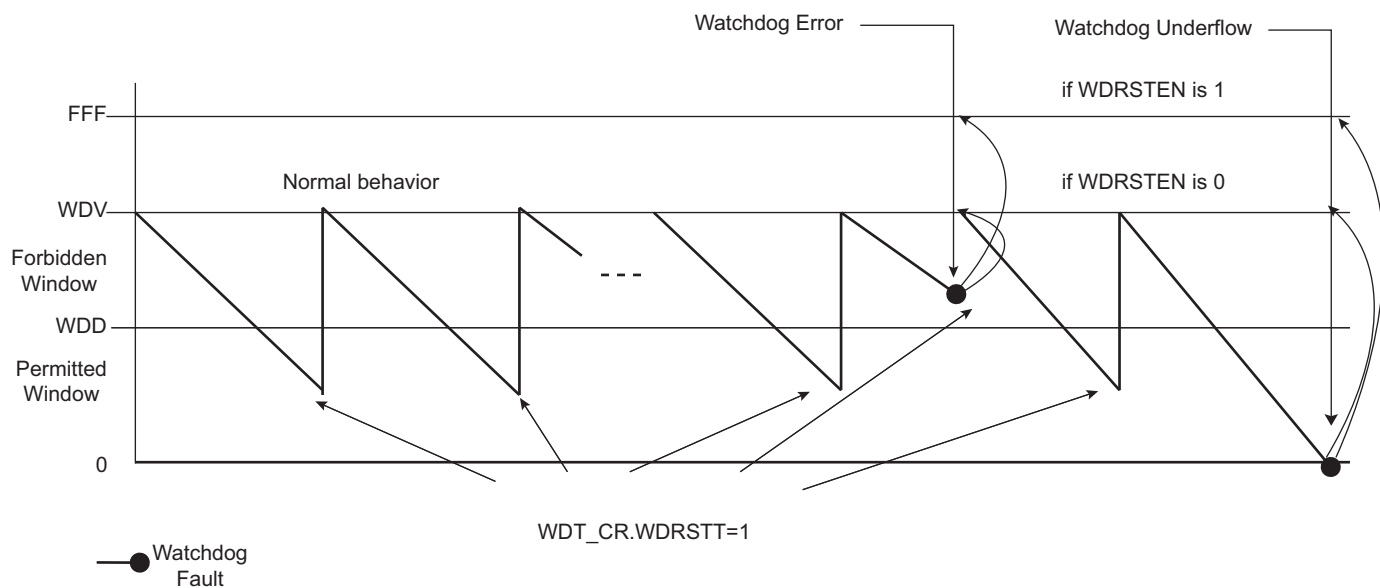 Watchdog Error
Watchdog Underflow
if WDRSTEN is 1
FFF
Normal behavior
if WDRSTEN is 0
WDV
Forbidden
Window
WDD
Permitted
Window
0
WDT_CR.WDRSTT=1
Watchdog
Fault